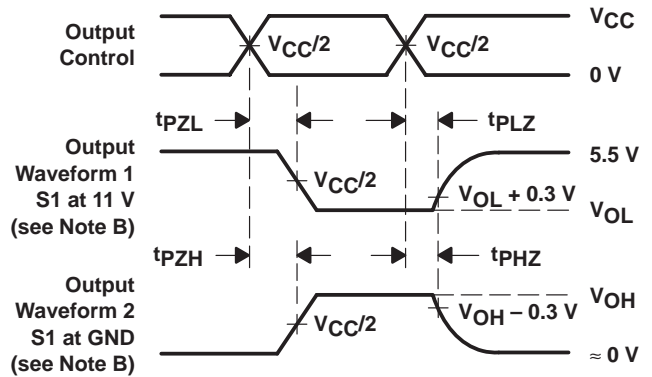 Output
Control
VCC/2
VCC/2
VCC
0 V
tPZL
tPLZ
Output
Waveform 1
S1 at 11 V
(see Note B)
VCC/2
5.5 V
VOL + 0.3 V
VOL
tPZH
tPHZ
Output
Waveform 2
S1 at GND
(see Note B)
VCC/2
VOH
VOH – 0.3 V
≈ 0 V